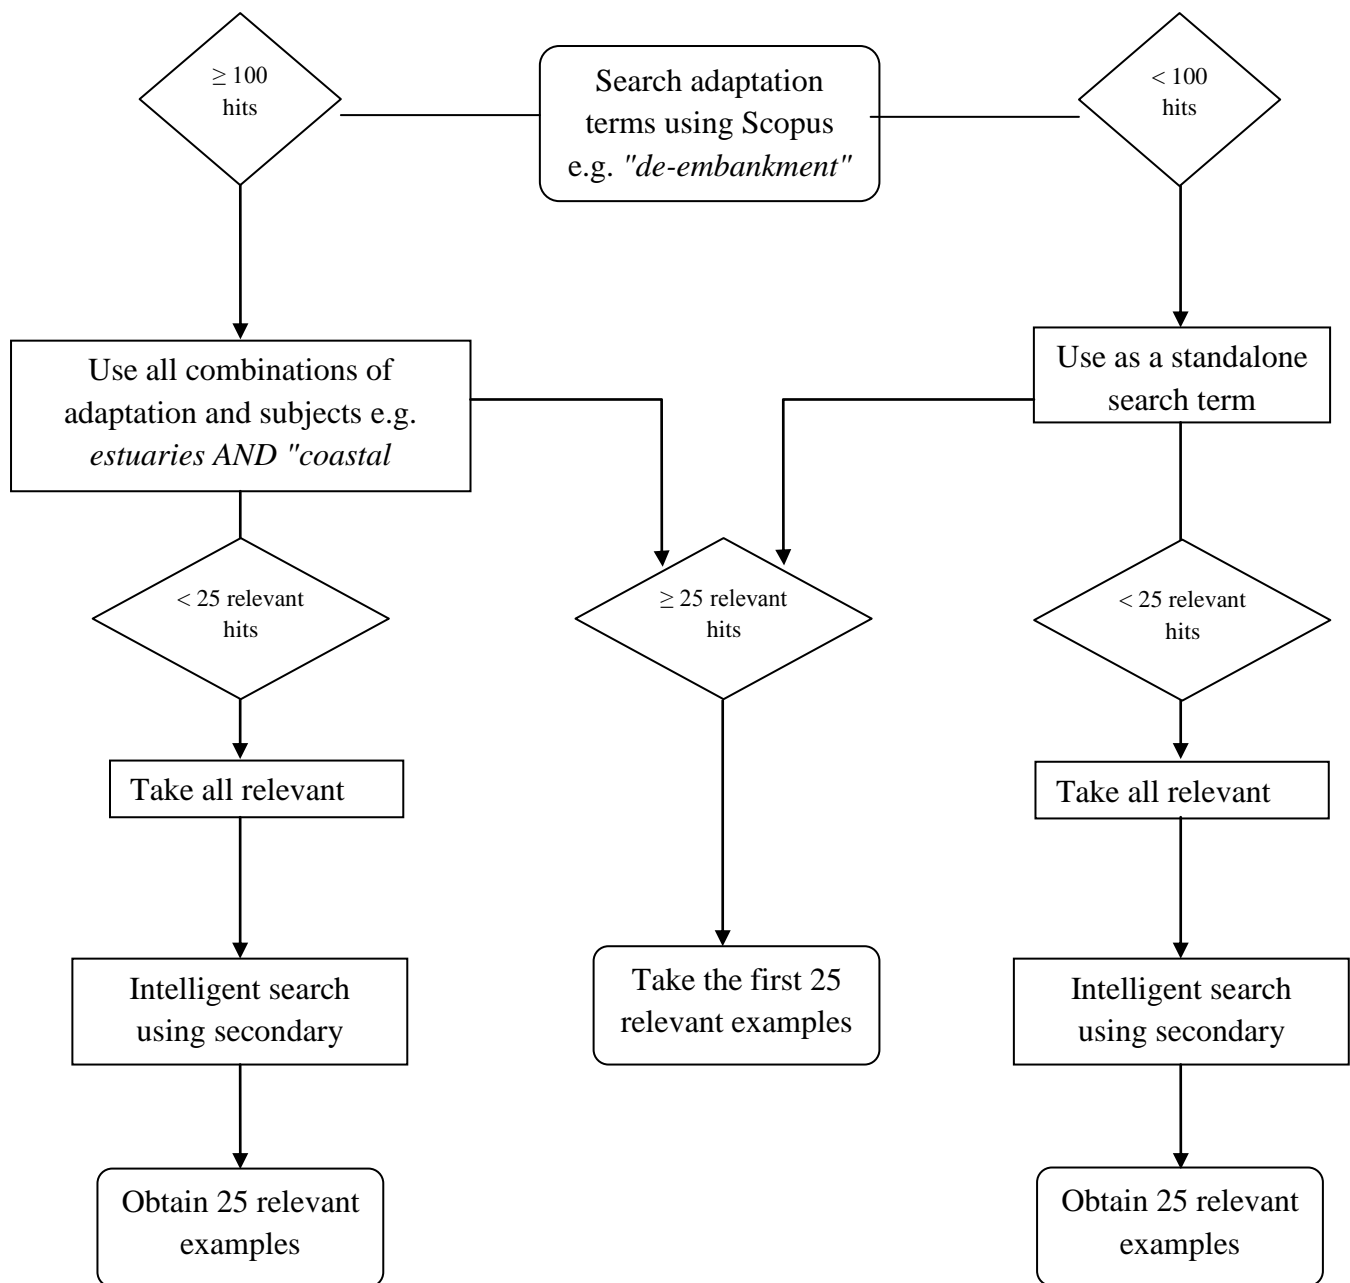 ≥ 100
hits
Search adaptation
terms using Scopus
e.g. "de-embankment"
< 100
hits
Use all combinations of
adaptation and subjects e.g.
estuaries AND "coastal
Use as a standalone
search term
< 25 relevant
hits
≥ 25 relevant
hits
< 25 relevant
hits
Take all relevant
Take all relevant
Intelligent search
using secondary
Take the first 25
relevant examples
Intelligent search
using secondary
Obtain 25 relevant
examples
Obtain 25 relevant
examples